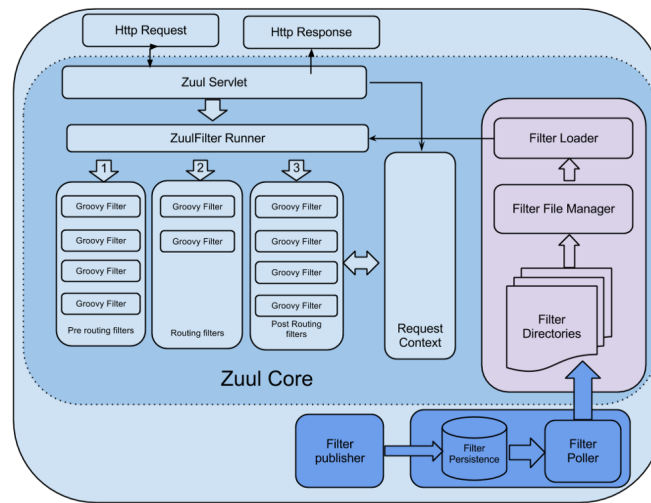 Http Request
Http Response
Zuul Servlet
ZuulFilter Runner
Filter Loader
1
2
3
Groovy Filter
Groovy Filter
Groovy Filter
Groovy Filter
Pre routing filters
Groovy Filter
Groovy Filter
Routing filters
Groovy Filter
Groovy Filter
Groovy Filter
Groovy Filter
Post Routing
filters
Request
Context
Filter File Manager
Filter
Directories
Zuul Core
Filter
publisher
Filter
Persistence
Filter
Poller